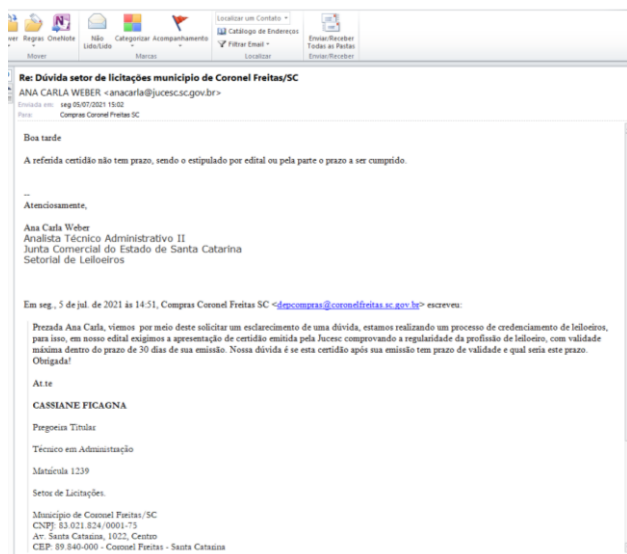 Localizar um Contato
ver Regras OneNote
Não Lido/Lido
Categorizar Acompanhamento
Catálogo de Endereços
Filtrar Email
Enviar/Receber Todas as Pastas
Mover
Marcas
Localizar
Enviar/Receber
Re: Dúvida setor de licitações municipio de Coronel Freitas/SC
ANA CARLA WEBER <anacarla@jucesc.sc.gov.br>
Enviada em: seg 05/07/2021 15:02
Para: Compras Coronel Freitas SC
Boa tarde
A referida certidão não tem prazo, sendo o estipulado por edital ou pela parte o prazo a ser cumprido.
--
Atenciosamente,
Ana Carla Weber
Analista Técnico Administrativo II
Junta Comercial do Estado de Santa Catarina
Setorial de Leiloeiros
Em seg., 5 de jul. de 2021 às 14:51, Compras Coronel Freitas SC <depcompras@coronelfreitas.sc.gov.br> escreveu:
Prezada Ana Carla, viemos por meio deste solicitar um esclarecimento de uma dúvida, estamos realizando um processo de credenciamento de leiloeiros,
para isso, em nosso edital exigimos a apresentação de certidão emitida pela Jucesc comprovando a regularidade da profissão de leiloeiro, com validade
máxima dentro do prazo de 30 dias de sua emissão. Nossa dúvida é se esta certidão após sua emissão tem prazo de validade e qual seria este prazo.
Obrigada!
At.te
CASSIANE FICAGNA
Pregoeira Titular
Técnico em Administração
Matrícula 1239
Setor de Licitações.
Município de Coronel Freitas/SC
CNPJ: 83.021.824/0001-75
Av. Santa Catarina, 1022, Centro
CEP: 89.840-000 - Coronel Freitas - Santa Catarina